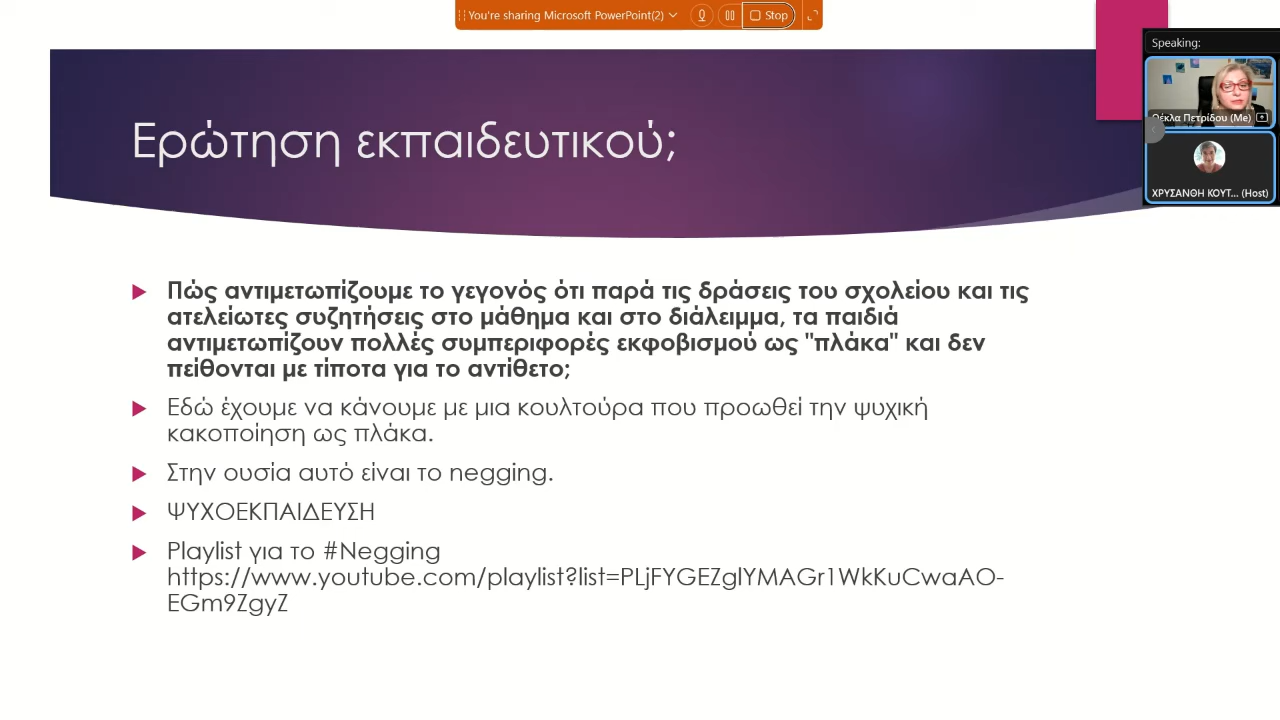 You're sharing Microsoft PowerPoint(2)
Stop
Speaking:
Θέκλα Πετρίδου (Me)
ΧΡΥΣΑΝΘΗ ΚΟΥΤ... (Host)
Ερώτηση εκπαιδευτικού;
Πώς αντιμετωπίζουμε το γεγονός ότι παρά τις δράσεις του σχολείου και τις
ατελείωτες συζητήσεις στο μάθημα και στο διάλειμμα, τα παιδιά
αντιμετωπίζουν πολλές συμπεριφορές εκφοβισμού ως "πλάκα" και δεν
πείθονται με τίποτα για το αντίθετο;
Εδώ έχουμε να κάνουμε με μια κουλτούρα που προωθεί την ψυχική
κακοποίηση ως πλάκα.
Στην ουσία αυτό είναι το negging.
ΨΥΧΟΕΚΠΑΙΔΕΥΣΗ
Playlist για το #Negging
https://www.youtube.com/playlist?list=PLjFYGEZglYMAGr1WkKuCwaAO-
EGm9ZgyZ